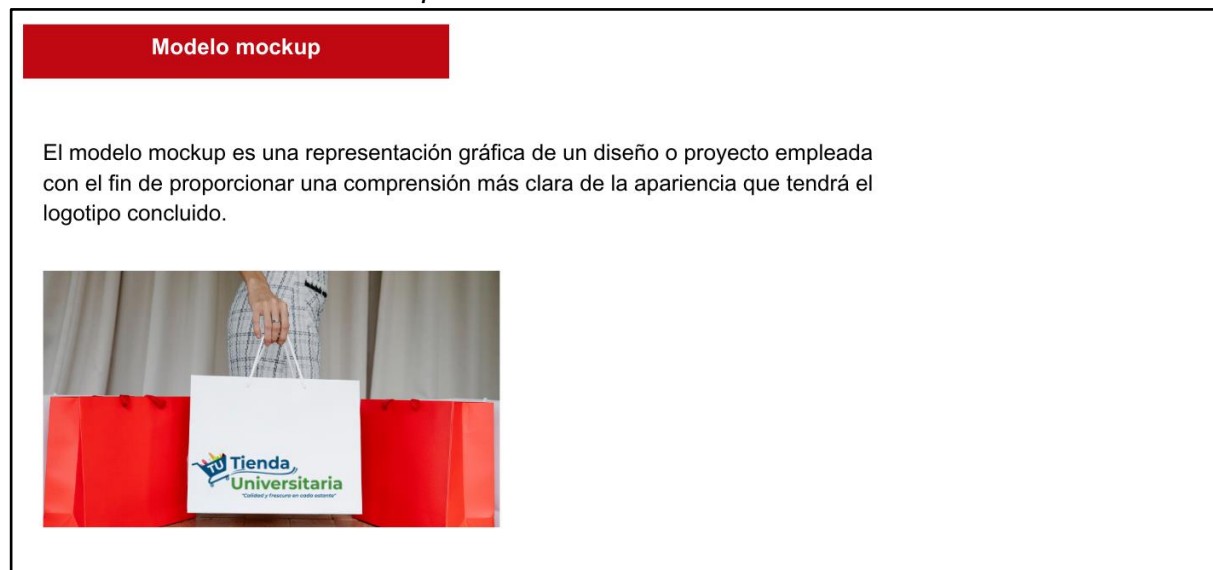 Modelo mockup
El modelo mockup es una representación gráfica de un diseño o proyecto empleada
con el fin de proporcionar una comprensión más clara de la apariencia que tendrá el
logotipo concluido.
TU
Tienda
Universitaria
"Calidad y frescura en cada estante"